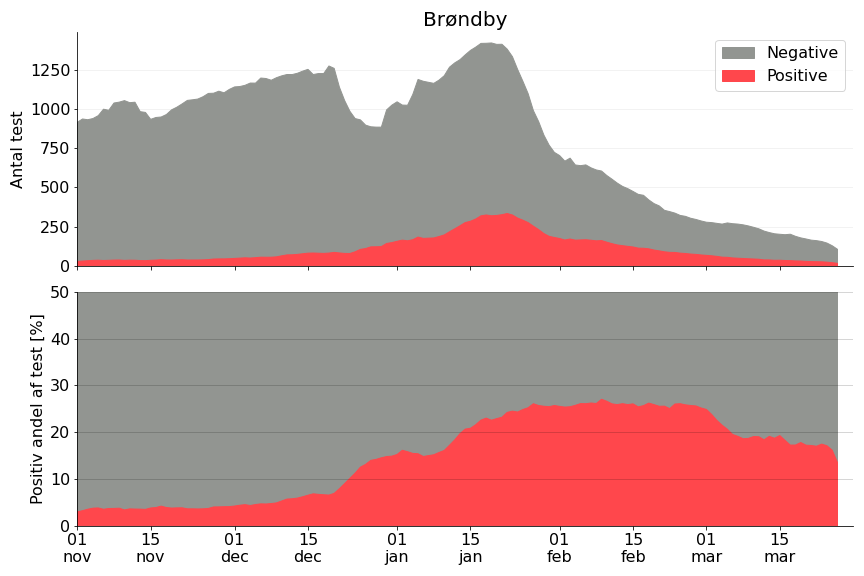 Brøndby
Antal test
1250
1000
750
500
250
0
Negative
Positive
Positiv andel af test [%]
50
40
30
20
10
0
01 15 01 15 01 15 01 15 01 15
nov nov dec dec jan jan feb feb mar mar